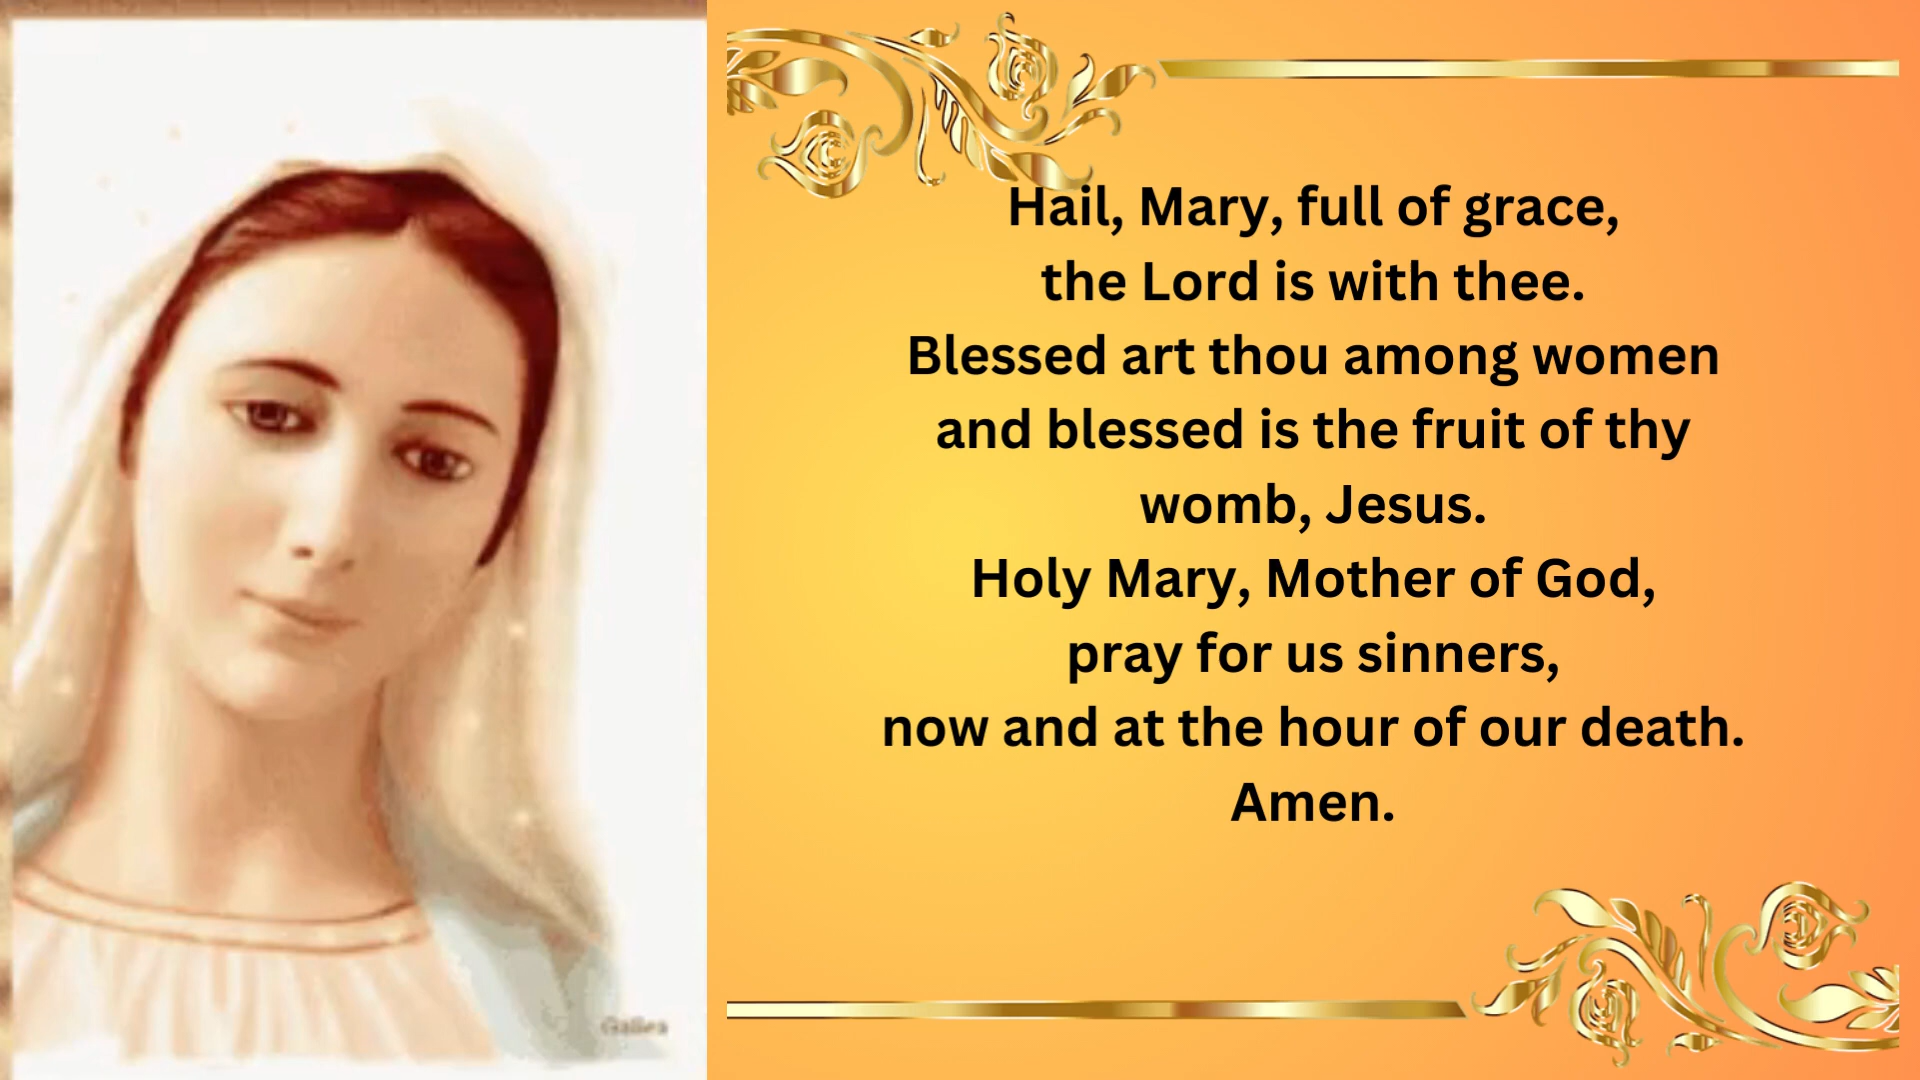 Hail, Mary, full of grace,
the Lord is with thee.
Blessed art thou among women
and blessed is the fruit of thy
womb, Jesus.
Holy Mary, Mother of God,
pray for us sinners,
now and at the hour of our death.
Amen.